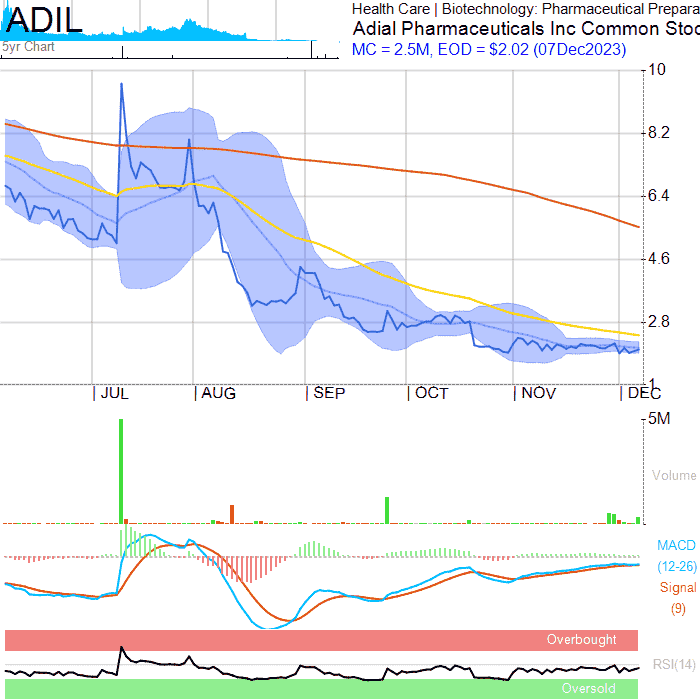 ADIL
5yr Chart
Health Care | Biotechnology: Pharmaceutical Prepara
Adial Pharmaceuticals Inc Common Stoc
MC = 2.5M, EOD = $2.02 (07Dec2023)
10
8.2
6.4
4.6
2.8
1
JUL AUG SEP OCT NOV DEC
5M
Volume
MACD
(12-26)
Signal
(9)
Overbought
RSI(14)
Oversold